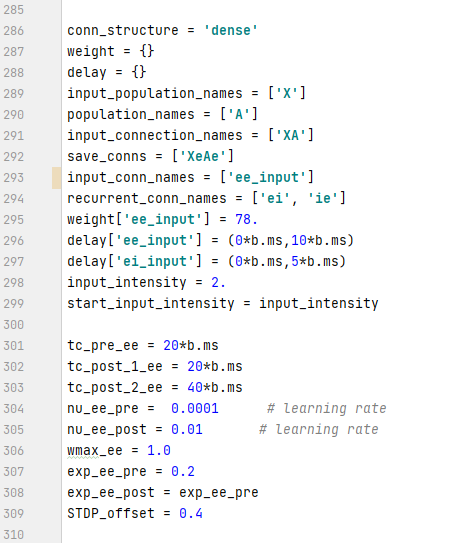 285
286 conn_structure = 'dense'
287 weight = {}
288 delay = {}
289 input_population_names = ['X']
290 population_names = ['A']
291 input_connection_names = ['XA']
292 save_conns = ['XeAe']
293 input_conn_names = ['ee_input']
294 recurrent_conn_names = ['ei', 'ie']
295 weight['ee_input'] = 78.
296 delay['ee_input'] = (0*b.ms,10*b.ms)
297 delay['ei_input'] = (0*b.ms,5*b.ms)
298 input_intensity = 2.
299 start_input_intensity = input_intensity
300
301 tc_pre_ee = 20*b.ms
302 tc_post_1_ee = 20*b.ms
303 tc_post_2_ee = 40*b.ms
304 nu_ee_pre =  0.0001      # learning rate
305 nu_ee_post = 0.01       # learning rate
306 wmax_ee = 1.0
307 exp_ee_pre = 0.2
308 exp_ee_post = exp_ee_pre
309 STDP_offset = 0.4
310